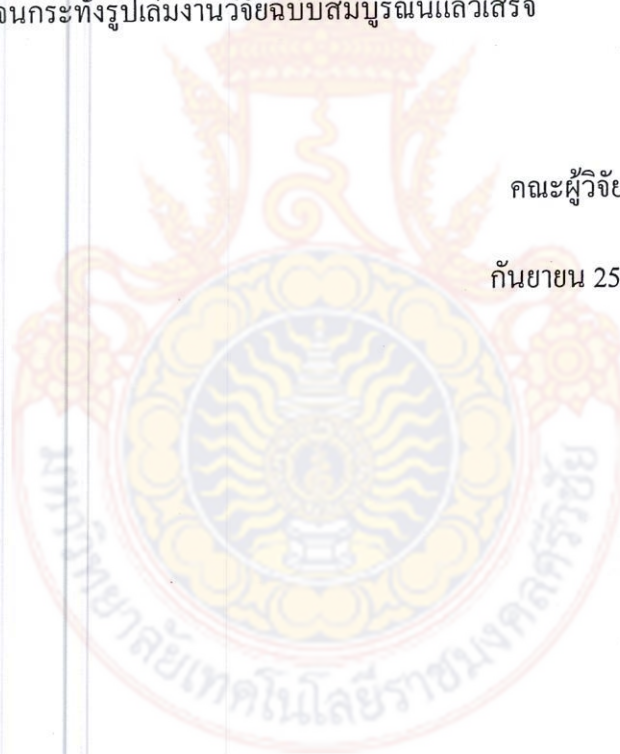 จนกระทั่งรูปเล่มงานวิจัยฉบับสมบูรณ์นี้แล้วเสร็จ
คณะผู้วิจัย
กันยายน 25
มหาวิทยาลัยเทคโนโลยีราชมงคลศรีวิชัย